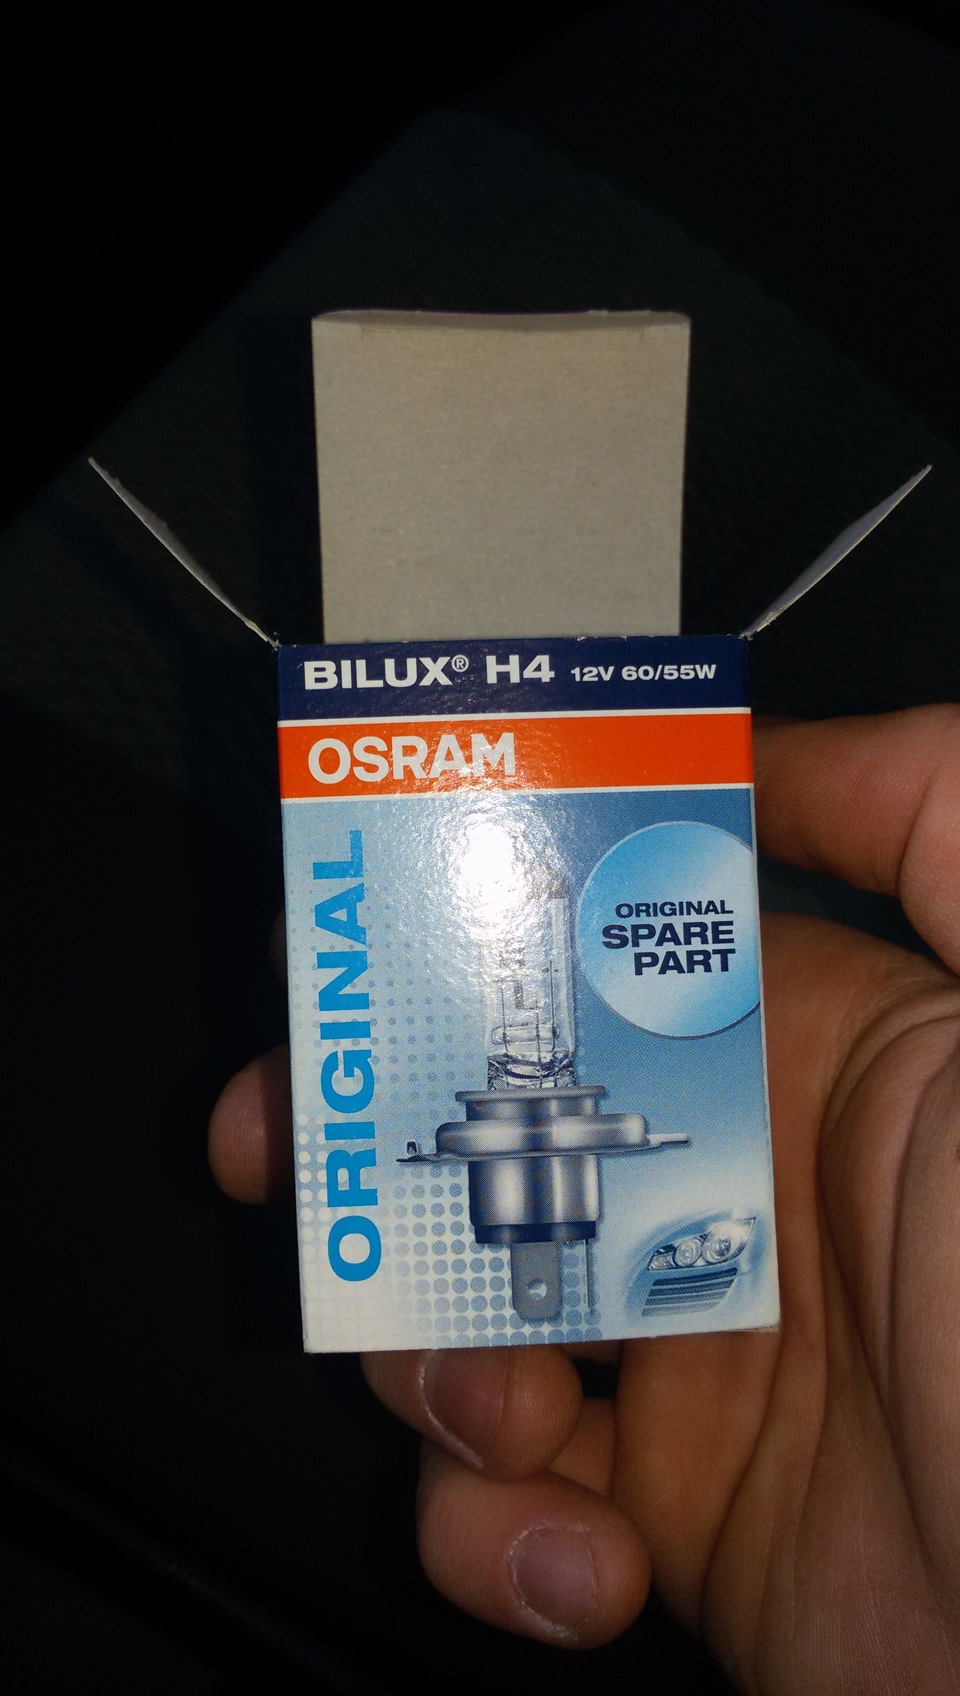 BILUX® H4 12V 60/55W
OSRAM
ORIGINAL
ORIGINAL
SPARE
PART